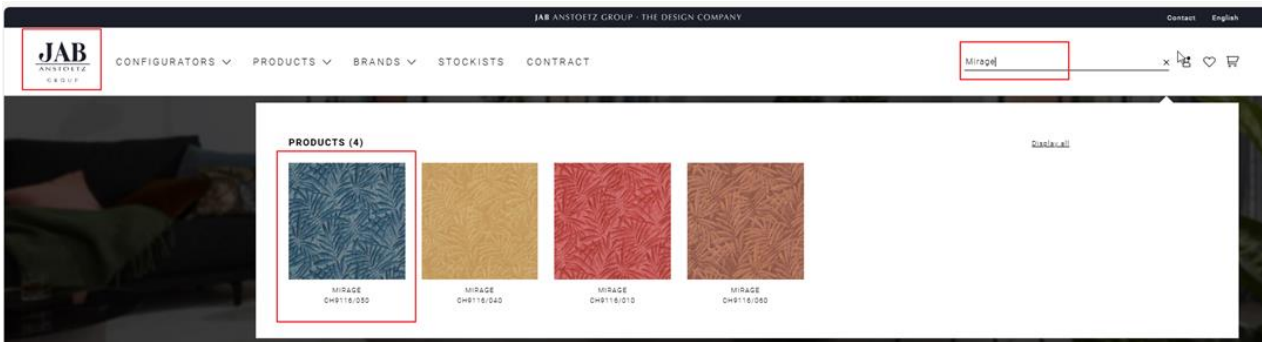 JAB ANSTOETZ GROUP · THE DESIGN COMPANY
Contact English
JAB
ANSTOETZ
GROUP
CONFIGURATORS PRODUCTS BRANDS STOCKISTS CONTRACT
Mirage
PRODUCTS (4)
Display all
MIRAGE MIRAGE MIRAGE MIRAGE
CH9116/050 CH9116/040 CH9116/010 CH9116/060